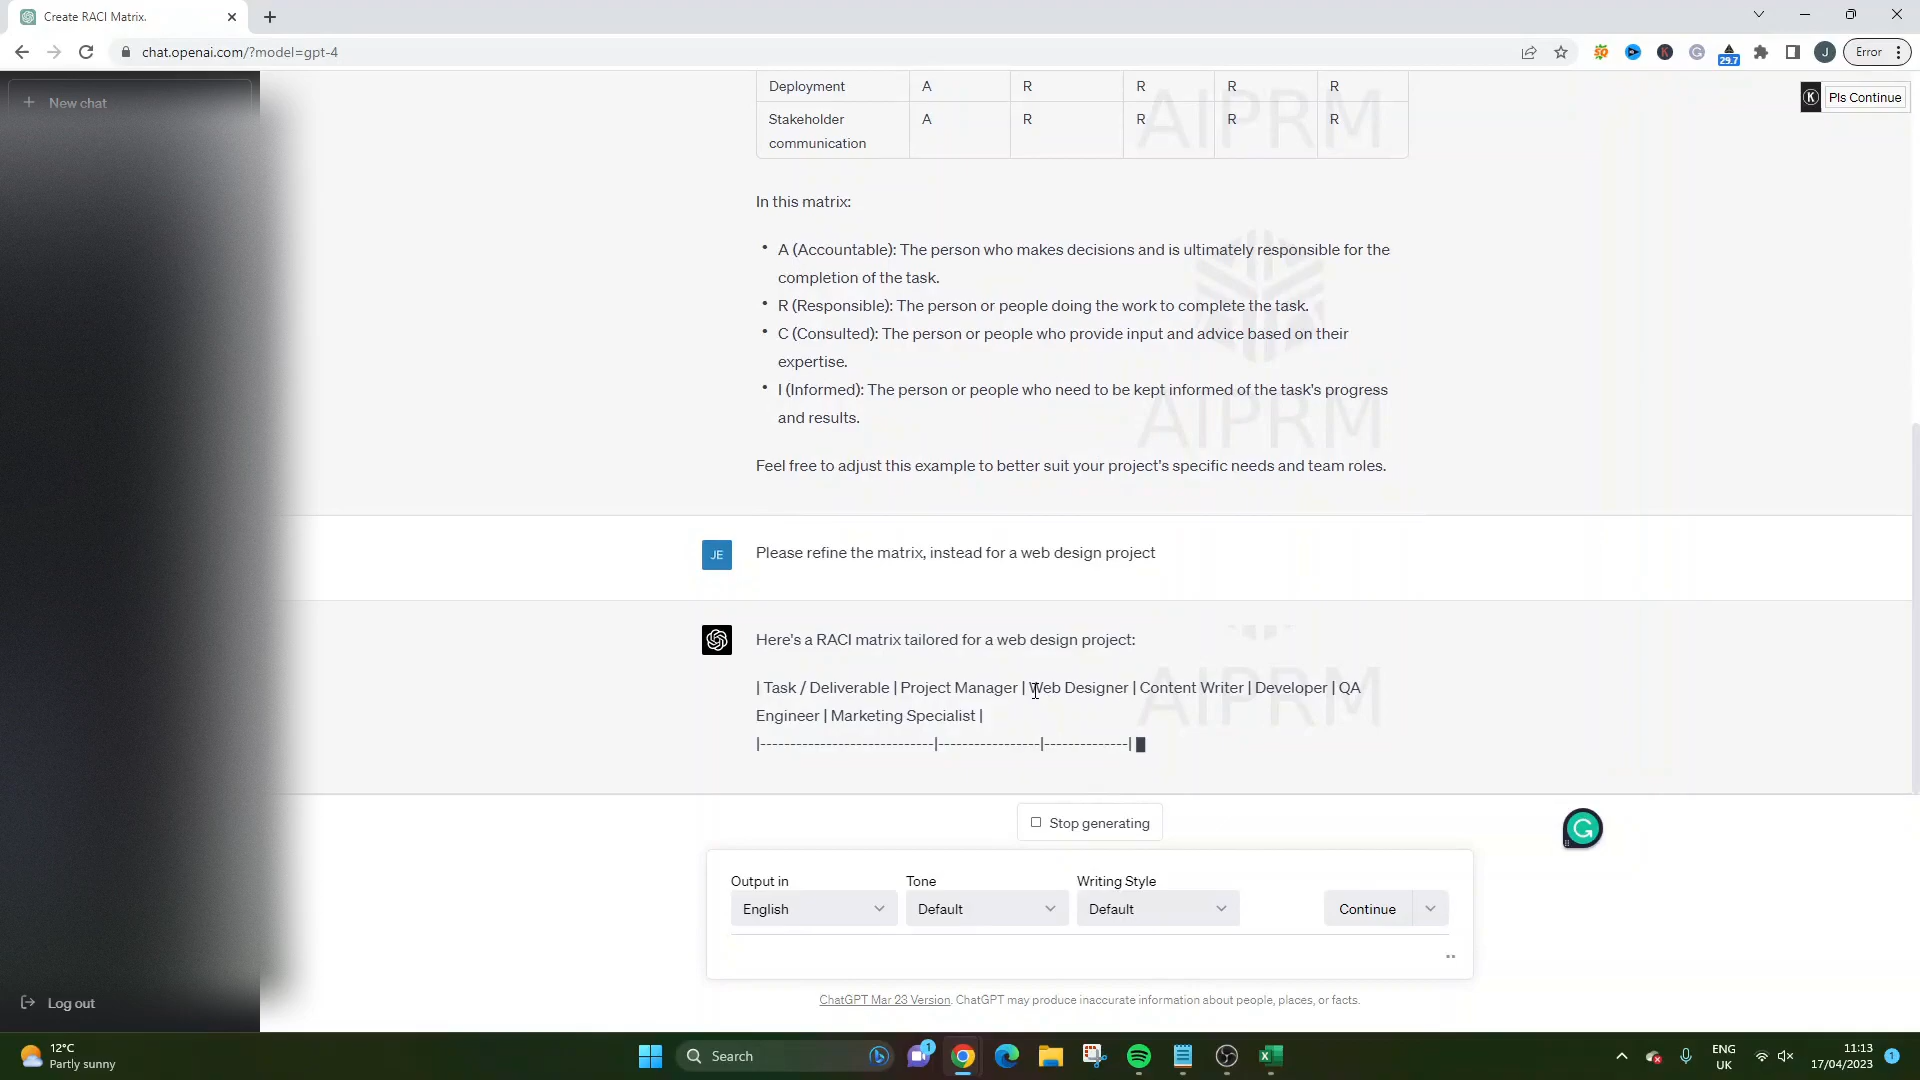 Create RACI Matrix.
chat.openai.com/?model=gpt-4
29.7
J
Error
New chat
K Pls Continue
Deployment A R R R R
Stakeholder communication A R R R R
AIPRM
In this matrix:
• A (Accountable): The person who makes decisions and is ultimately responsible for the
completion of the task.
• R (Responsible): The person or people doing the work to complete the task.
• C (Consulted): The person or people who provide input and advice based on their
expertise.
• I (Informed): The person or people who need to be kept informed of the task's progress
and results.
AIPRM
Feel free to adjust this example to better suit your project's specific needs and team roles.
JE Please refine the matrix, instead for a web design project
Here's a RACI matrix tailored for a web design project:
| Task / Deliverable | Project Manager | Web Designer | Content Writer | Developer | QA
Engineer | Marketing Specialist |
|-----------------------------|-----------------|--------------|
AIPRM
Stop generating
Output in Tone Writing Style
English Default Default Continue
ChatGPT Mar 23 Version. ChatGPT may produce inaccurate information about people, places, or facts.
Log out
12°C
Partly sunny
Search
1
ENG
UK
11:13
17/04/2023
1